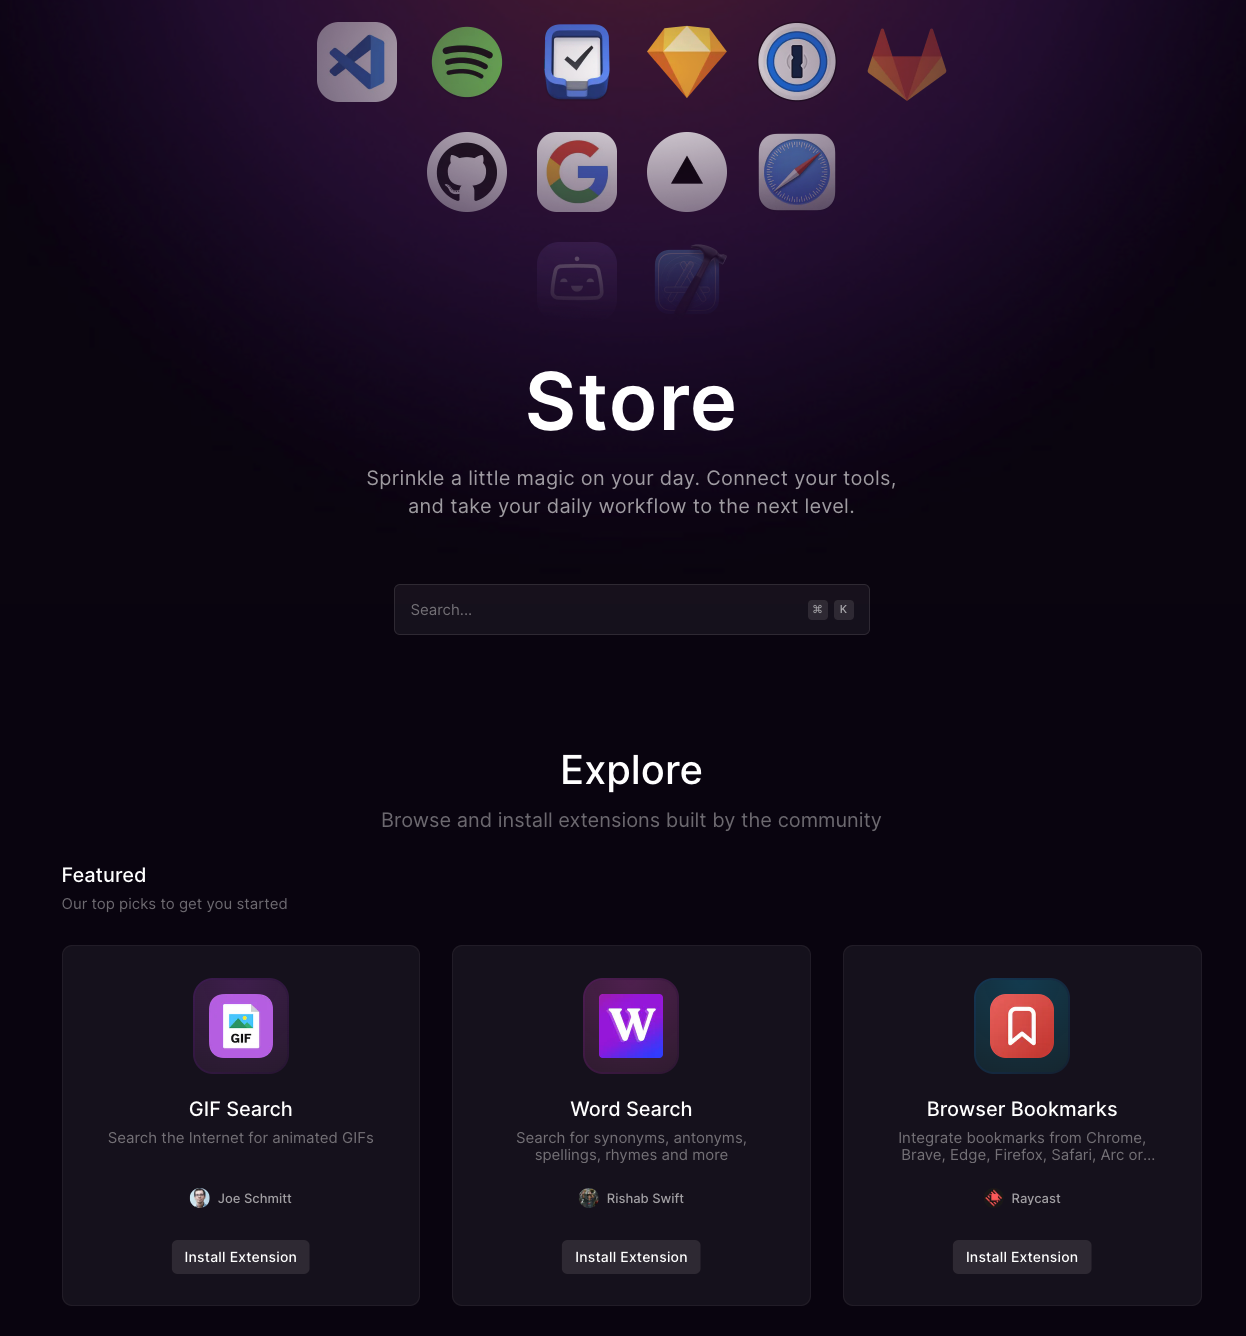 Store
Sprinkle a little magic on your day. Connect your tools,
and take your daily workflow to the next level.
Search...
⌘ K
Explore
Browse and install extensions built by the community
Featured
Our top picks to get you started
GIF
GIF Search
Search the Internet for animated GIFs
Joe Schmitt
Install Extension
W
Word Search
Search for synonyms, antonyms,
spellings, rhymes and more
Rishab Swift
Install Extension
Browser Bookmarks
Integrate bookmarks from Chrome,
Brave, Edge, Firefox, Safari, Arc or...
Raycast
Install Extension